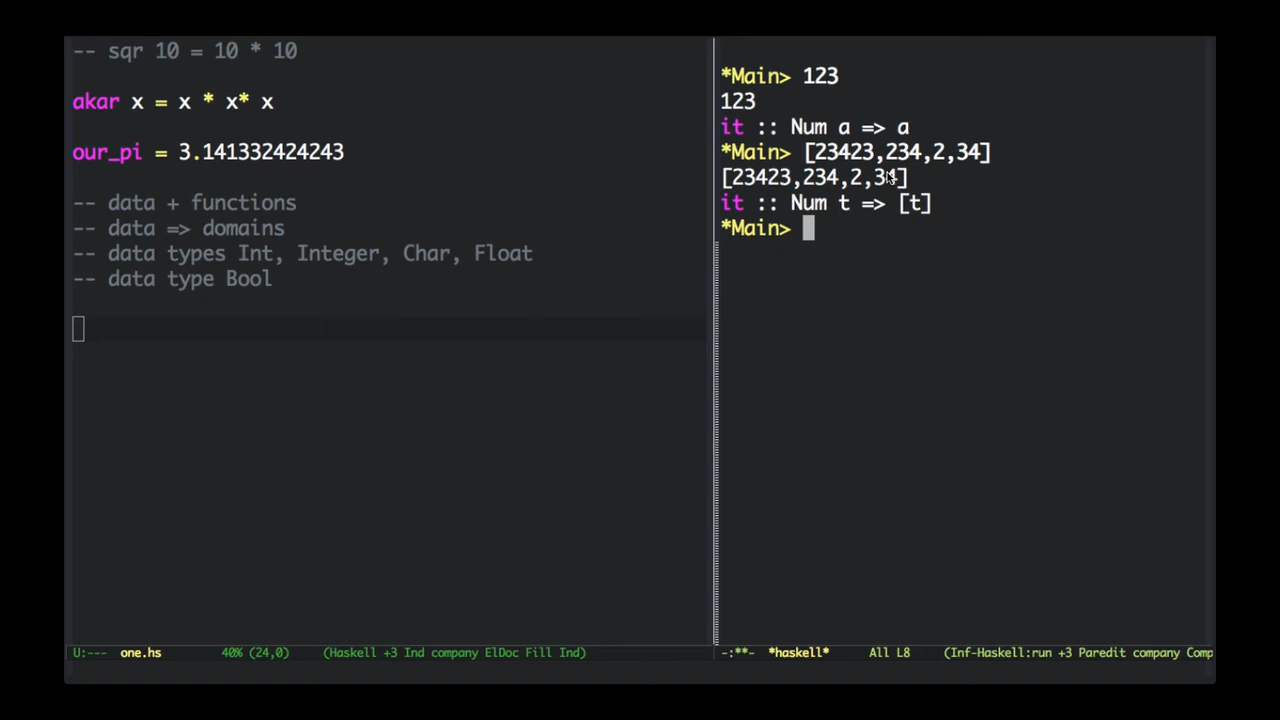 -- sqr 10 = 10 * 10
akar x = x * x* x
our_pi = 3.141332424243
-- data + functions
-- data => domains
-- data types Int, Integer, Char, Float
-- data type Bool
U:--- one.hs 40% (24,0) (Haskell +3 Ind company ElDoc Fill Ind)
*Main> 123
123
it :: Num a => a
*Main> [23423,234,2,34]
[23423,234,2,34]
it :: Num t => [t]
*Main>
-:**- *haskell* All L8 (Inf-Haskell:run +3 Paredit company Comp